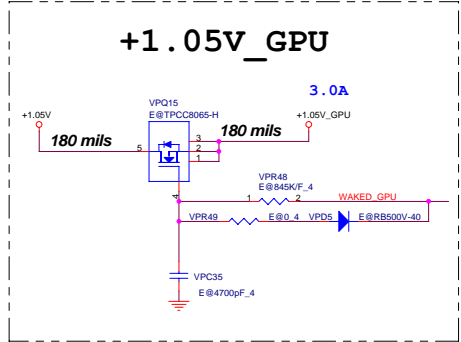 +1.05V_GPU
3.0A
VPQ15
E@TPCC8065-H
+1.05V
+1.05V_GPU
180 mils
180 mils
5
3
2
1
4
VPR48
E@845K/F_4
1
2
WAKED_GPU
VPR49
E@0_4
VPD5
E@RB500V-40
VPC35
E@4700pF_4